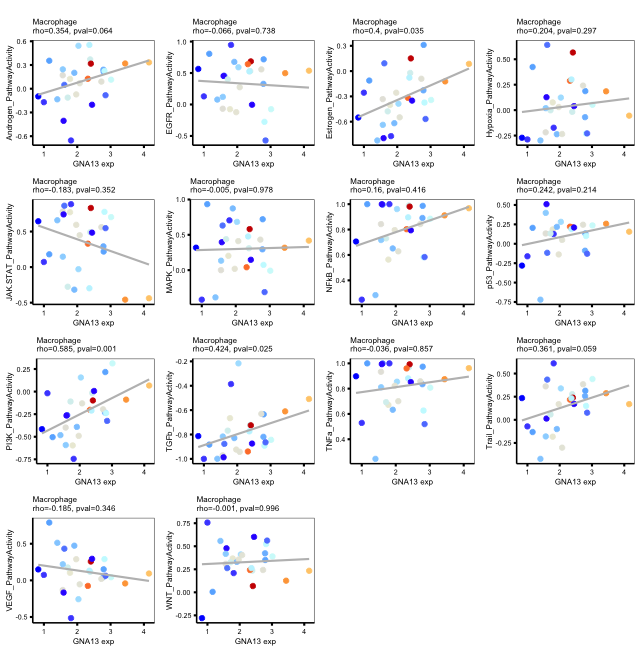 Macrophage
rho=0.354, pval=0.064
Androgen_PathwayActivity
0.6
0.3
0.0
-0.3
-0.6
1 2 3 4
GNA13 exp
Macrophage
rho=-0.066, pval=0.738
EGFR_PathwayActivity
1.0
0.5
0.0
-0.5
1 2 3 4
GNA13 exp
Macrophage
rho=0.4, pval=0.035
Estrogen_PathwayActivity
0.3
0.0
-0.3
-0.6
1 2 3 4
GNA13 exp
Macrophage
rho=0.204, pval=0.297
Hypoxia_PathwayActivity
0.50
0.25
0.00
-0.25
1 2 3 4
GNA13 exp
Macrophage
rho=-0.183, pval=0.352
JAK.STAT_PathwayActivity
1.0
0.5
0.0
-0.5
1 2 3 4
GNA13 exp
Macrophage
rho=-0.005, pval=0.978
MAPK_PathwayActivity
1.0
0.5
0.0
1 2 3 4
GNA13 exp
Macrophage
rho=0.16, pval=0.416
NFkB_PathwayActivity
1.0
0.8
0.6
0.4
1 2 3 4
GNA13 exp
Macrophage
rho=0.242, pval=0.214
p53_PathwayActivity
0.50
0.25
0.00
-0.25
-0.50
-0.75
1 2 3 4
GNA13 exp
Macrophage
rho=0.585, pval=0.001
PI3K_PathwayActivity
0.25
0.00
-0.25
-0.50
-0.75
1 2 3 4
GNA13 exp
Macrophage
rho=0.424, pval=0.025
TGFb_PathwayActivity
-0.2
-0.4
-0.6
-0.8
-1.0
1 2 3 4
GNA13 exp
Macrophage
rho=-0.036, pval=0.857
TNFa_PathwayActivity
1.0
0.8
0.6
0.4
1 2 3 4
GNA13 exp
Macrophage
rho=0.361, pval=0.059
Trail_PathwayActivity
0.50
0.25
0.00
-0.25
1 2 3 4
GNA13 exp
Macrophage
rho=-0.185, pval=0.346
VEGF_PathwayActivity
0.5
0.0
-0.5
1 2 3 4
GNA13 exp
Macrophage
rho=-0.001, pval=0.996
WNT_PathwayActivity
0.75
0.50
0.25
0.00
-0.25
1 2 3 4
GNA13 exp